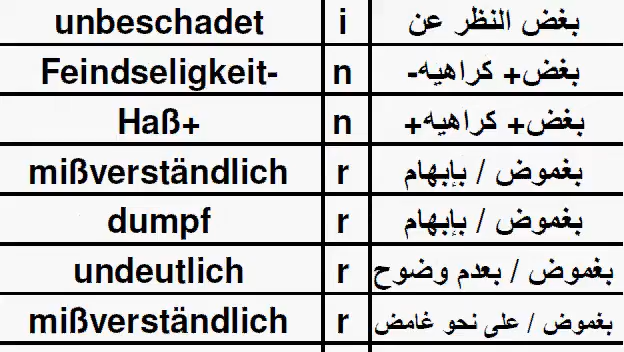 unbeschadet i بغض النظر عن
Feindseligkeit- n بغض+ كراهيه-
Haß+ n بغض+ كراهيه+
mißverständlich r بغموض / بإبهام
dumpf r بغموض / بإبهام
undeutlich r بغموض / بعدم وضوح
mißverständlich r بغموض / على نحو غامض